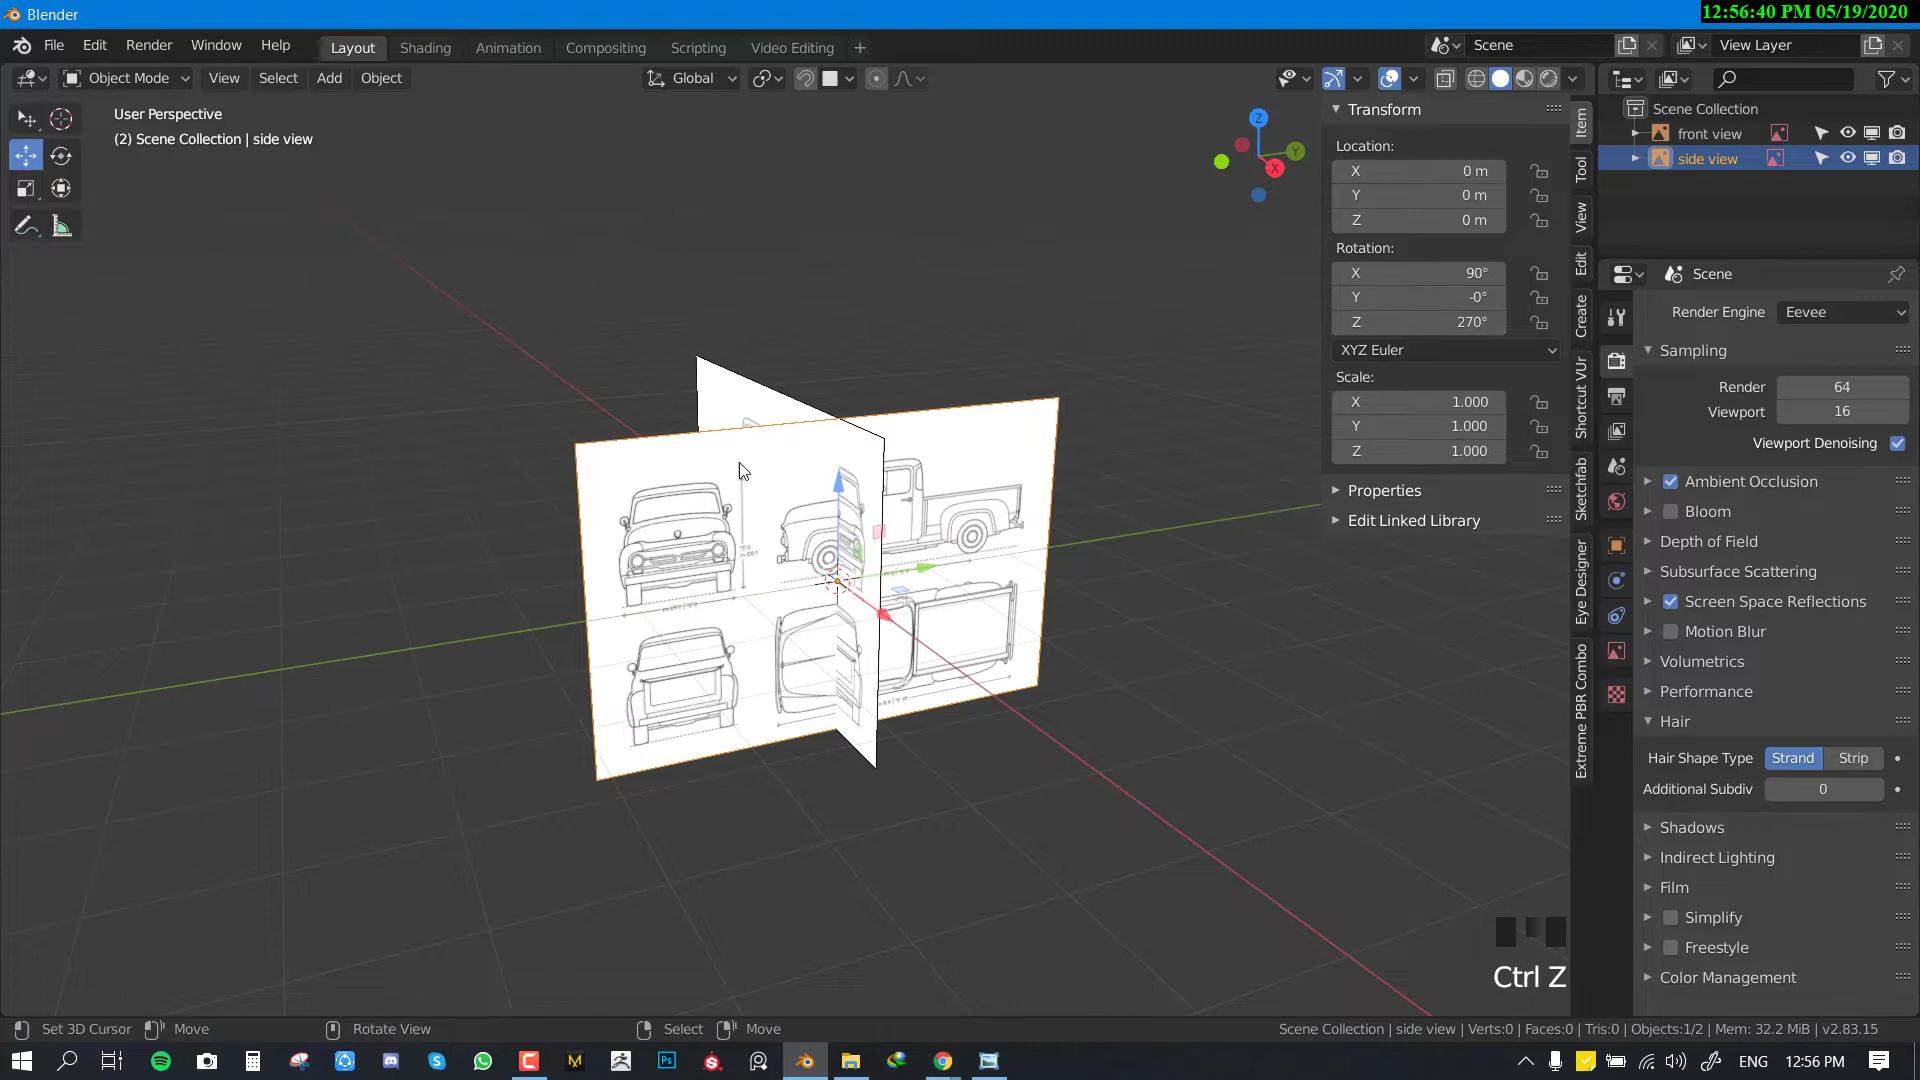 Blender
12:56:40 PM 05/19/2020
File Edit Render Window Help
Layout Shading Animation Compositing Scripting Video Editing +
Scene
View Layer
Object Mode View Select Add Object
Global
User Perspective
(2) Scene Collection | side view
Z
Y
X
Transform
Location:
X 0 m
Y 0 m
Z 0 m
Rotation:
X 90°
Y -0°
Z 270°
XYZ Euler
Scale:
X 1.000
Y 1.000
Z 1.000
Properties
Edit Linked Library
Item
Tool
View
Edit
Create
Shortcut VUr
Sketchfab
Eye Designer
Extreme PBR Combo
Scene Collection
front view
side view
Scene
Render Engine Eevee
Sampling
Render 64
Viewport 16
Viewport Denoising
Ambient Occlusion
Bloom
Depth of Field
Subsurface Scattering
Screen Space Reflections
Motion Blur
Volumetrics
Performance
Hair
Hair Shape Type Strand Strip
Additional Subdiv 0
Shadows
Indirect Lighting
Film
Simplify
Freestyle
Color Management
Ctrl Z
Set 3D Cursor Move Rotate View Select Move
Scene Collection | side view | Verts:0 | Faces:0 | Tris:0 | Objects:1/2 | Mem: 32.2 MiB | v2.83.15
ENG 12:56 PM